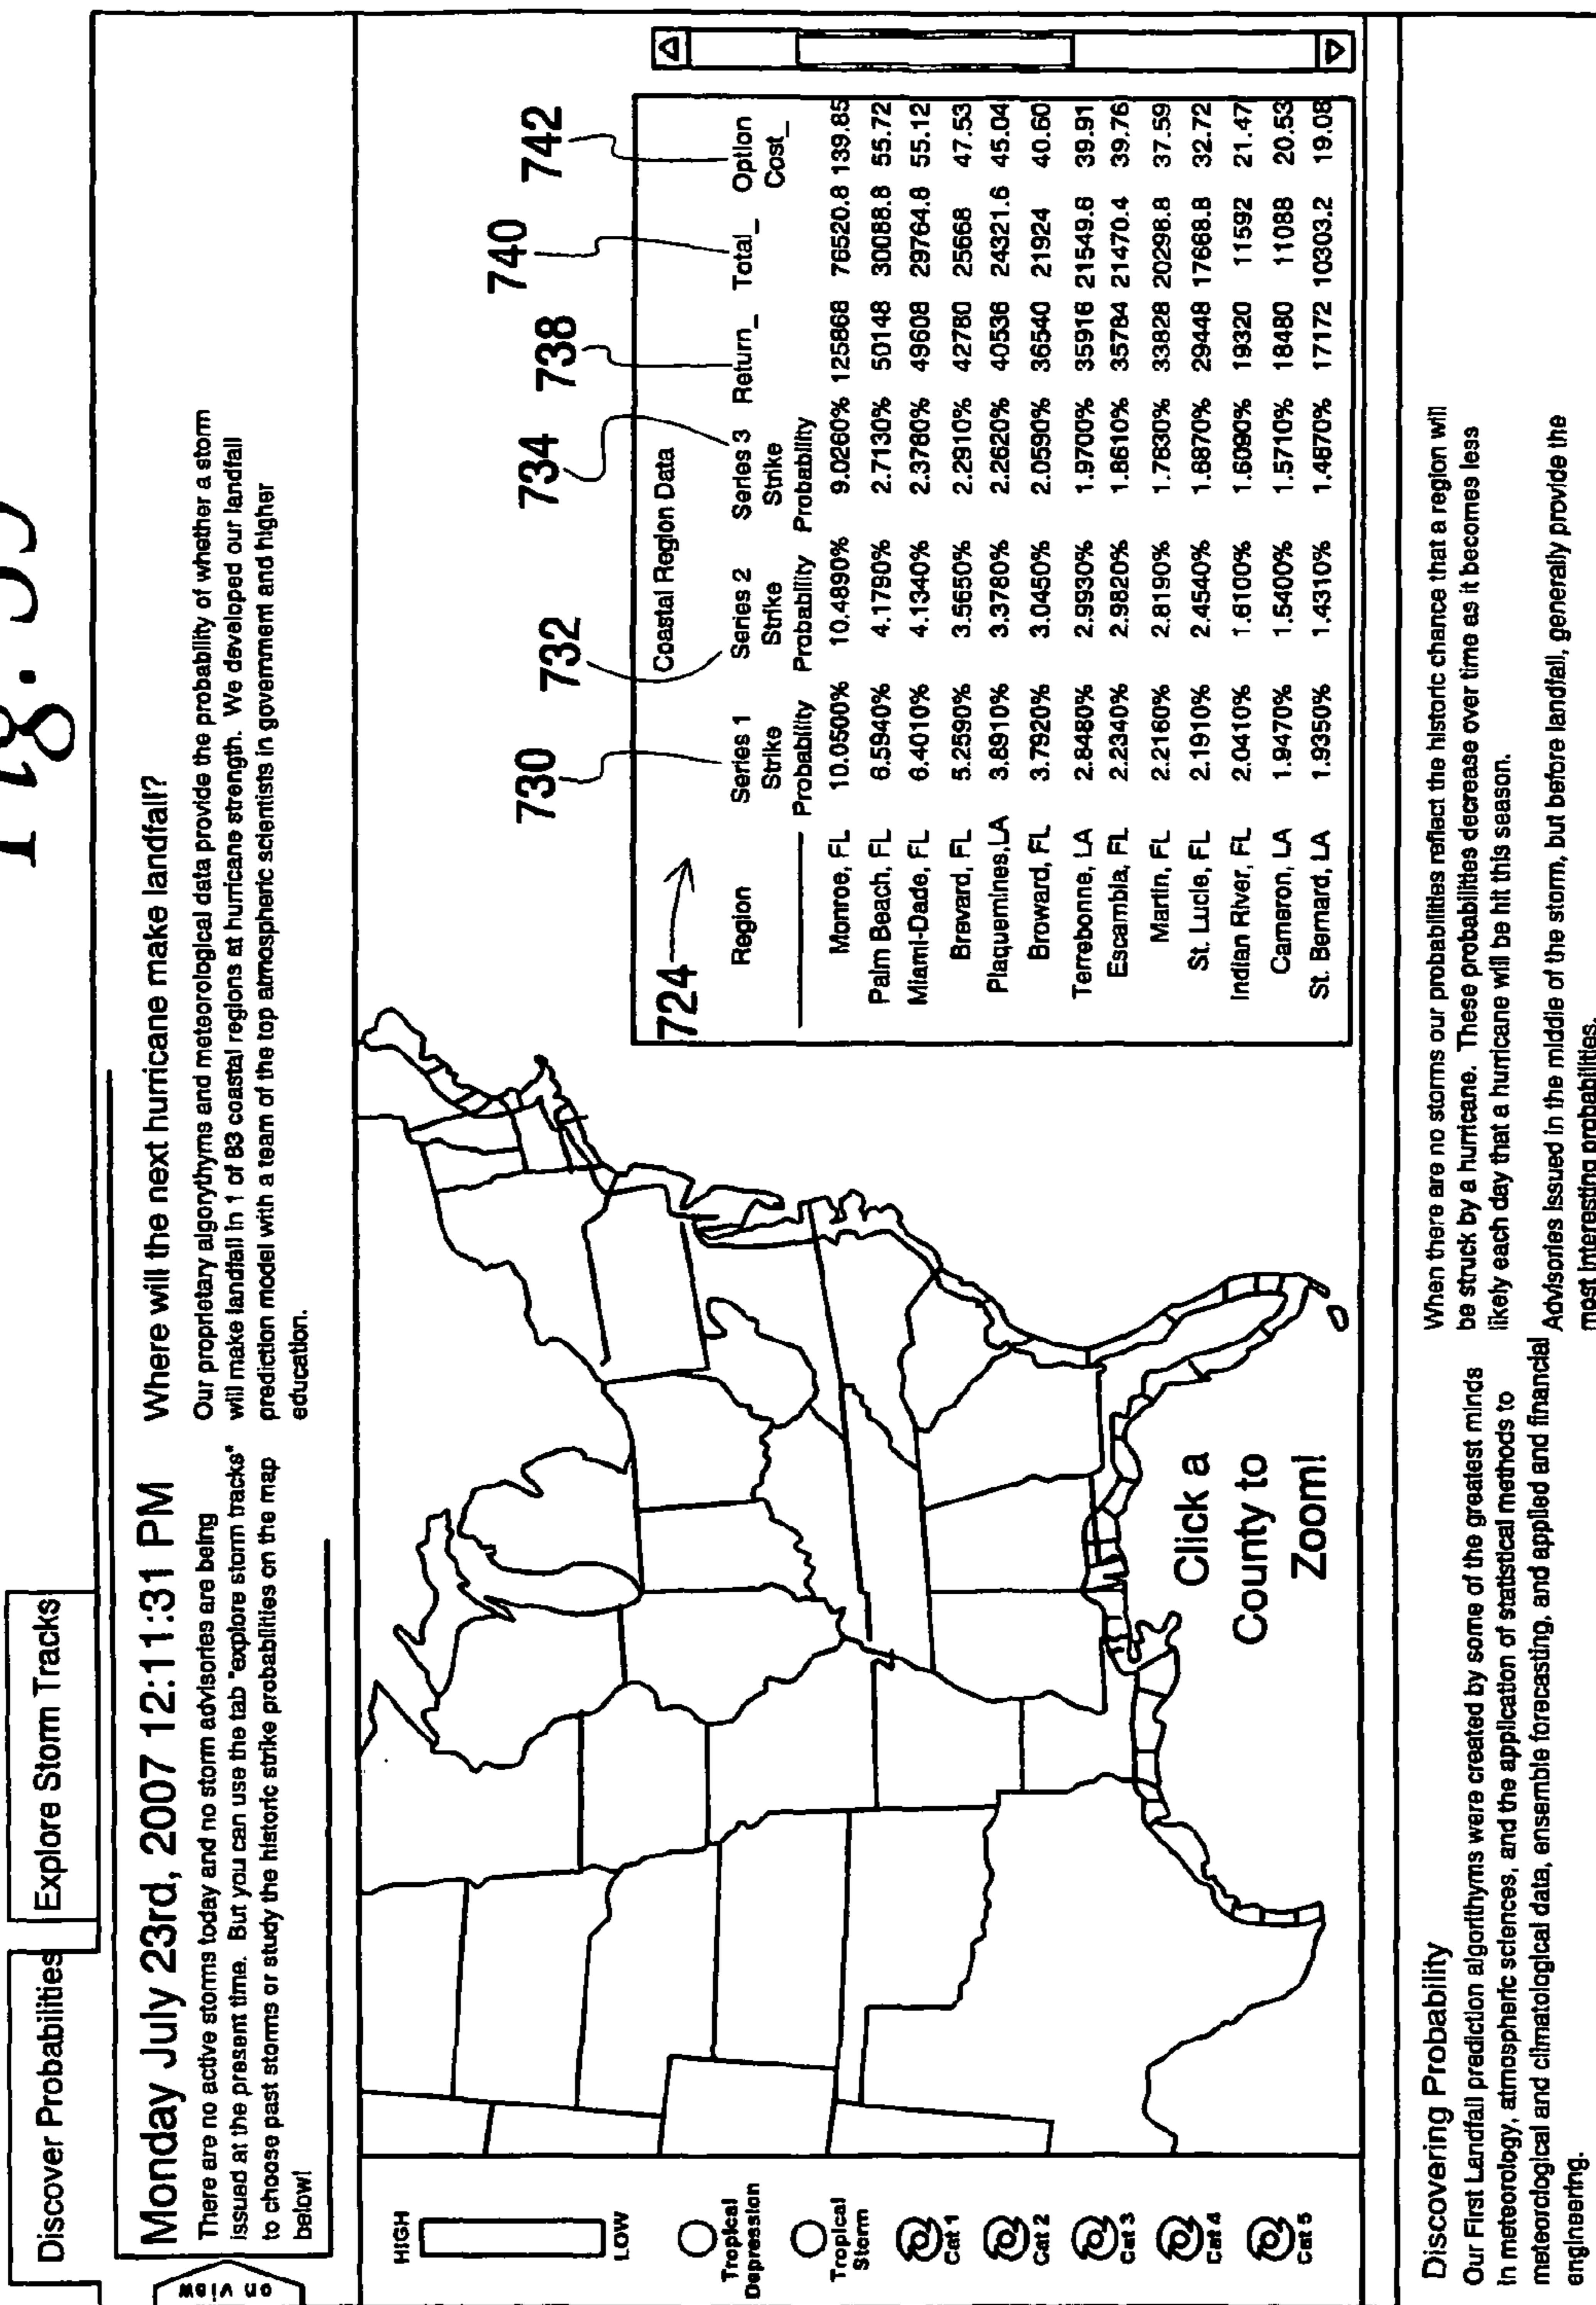 Discover Probabilities
Explore Storm Tracks
Monday July 23rd, 2007 12:11:31 PM
There are no active storms today and no storm advisories are being
issued at the present time. But you can use the tab "explore storm tracks"
to choose past storms or study the historic strike probabilities on the map
below!
Where will the next hurricane make landfall?
Our proprietary algorythyms and meteorological data provide the probability of whether a storm
will make landfall in 1 of 83 coastal regions at hurricane strength. We developed our landfall
prediction model with a team of the top atmospheric scientists in government and higher
education.
HIGH
LOW
Tropical
Depression
Tropical
Storm
Cat 1
Cat 2
Cat 3
Cat 4
Cat 5
Click a
County to
Zoom!
724
730
732
734
738
740
742
Coastal Region Data
Region Series 1 Strike Probability Series 2 Strike Probability Series 3 Strike Probability Return_ Total_ Option Cost_
Monroe, FL 10.0500% 10.4890% 9.0260% 125868 76520.8 139.85
Palm Beach, FL 6.5940% 4.1790% 2.7130% 50148 30088.8 55.72
Miami-Dade, FL 6.4010% 4.1340% 2.3780% 49608 29764.8 55.12
Brevard, FL 5.2590% 3.5650% 2.2910% 42780 25668 47.53
Plaquemines,LA 3.8910% 3.3780% 2.2620% 40536 24321.6 45.04
Broward, FL 3.7920% 3.0450% 2.0590% 36540 21924 40.60
Terrebonne, LA 2.8480% 2.9930% 1.9700% 35916 21549.6 39.91
Escambia, FL 2.2340% 2.9820% 1.8610% 35784 21470.4 39.76
Martin, FL 2.2160% 2.8190% 1.7630% 33828 20298.8 37.59
St. Lucie, FL 2.1910% 2.4540% 1.6870% 29448 17668.8 32.72
Indian River, FL 2.0410% 1.6100% 1.6090% 19320 11592 21.47
Cameron, LA 1.9470% 1.5400% 1.5710% 18480 11088 20.53
St. Bernard, LA 1.9350% 1.4310% 1.4870% 17172 10303.2 19.08
Discovering Probability
Our First Landfall prediction algorithyms were created by some of the greatest minds
in meteorology, atmospheric sciences, and the application of statistical methods to
meteorological and climatological data, ensemble forecasting, and applied and financial
engineering.
When there are no storms our probabilities reflect the historic chance that a region will
be struck by a hurricane. These probabilities decrease over time as it becomes less
likely each day that a hurricane will be hit this season.
Advisories issued in the middle of the storm, but before landfall, generally provide the
most interesting probabilities.